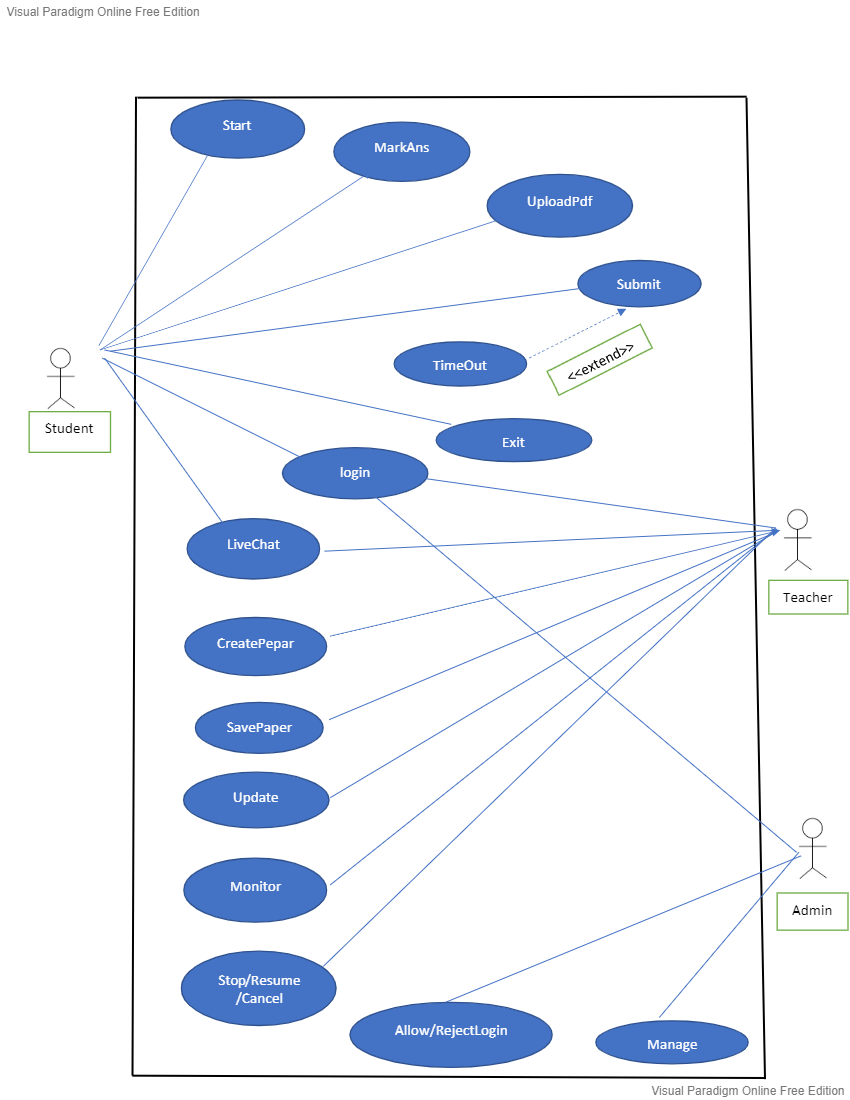 Visual Paradigm Online Free Edition
Start
MarkAns
UploadPdf
Submit
<<extend>>
TimeOut
Student
Exit
login
LiveChat
Teacher
CreatePepar
SavePaper
Update
Monitor
Admin
Stop/Resume
/Cancel
Allow/RejectLogin
Manage
Visual Paradigm Online Free Edition